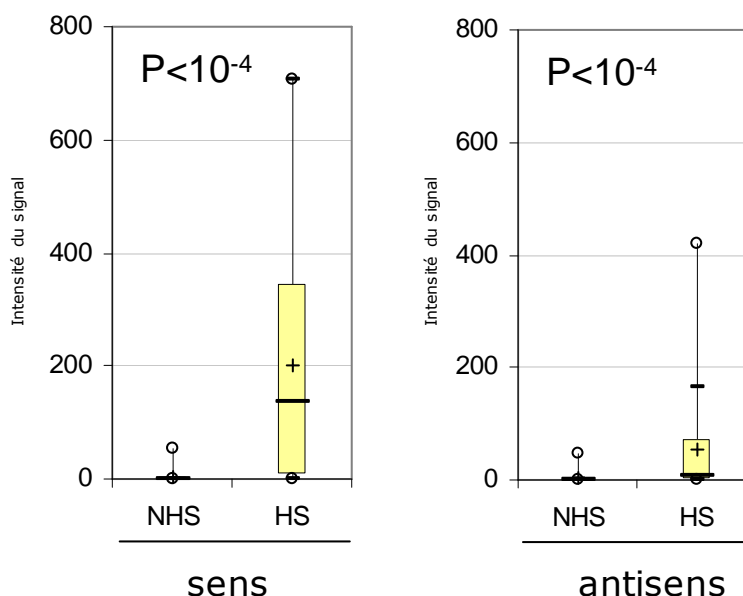 P<10⁻⁴
800
600
400
200
0
Intensité du signal
NHS HS
sens
P<10⁻⁴
800
600
400
200
0
Intensité du signal
NHS HS
antisens